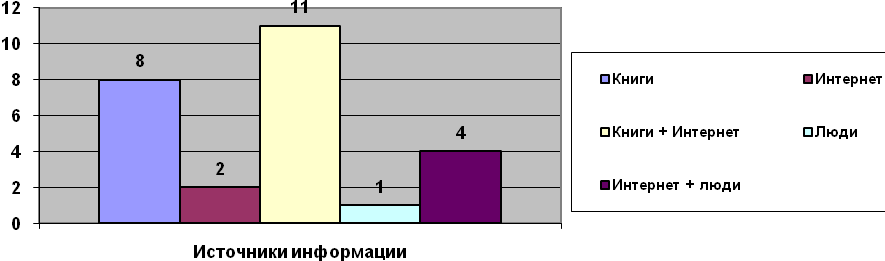 12
10
8
6
4
2
0
8
2
11
1
4
Источники информации
Книги
Интернет
Книги + Интернет
Люди
Интернет + люди